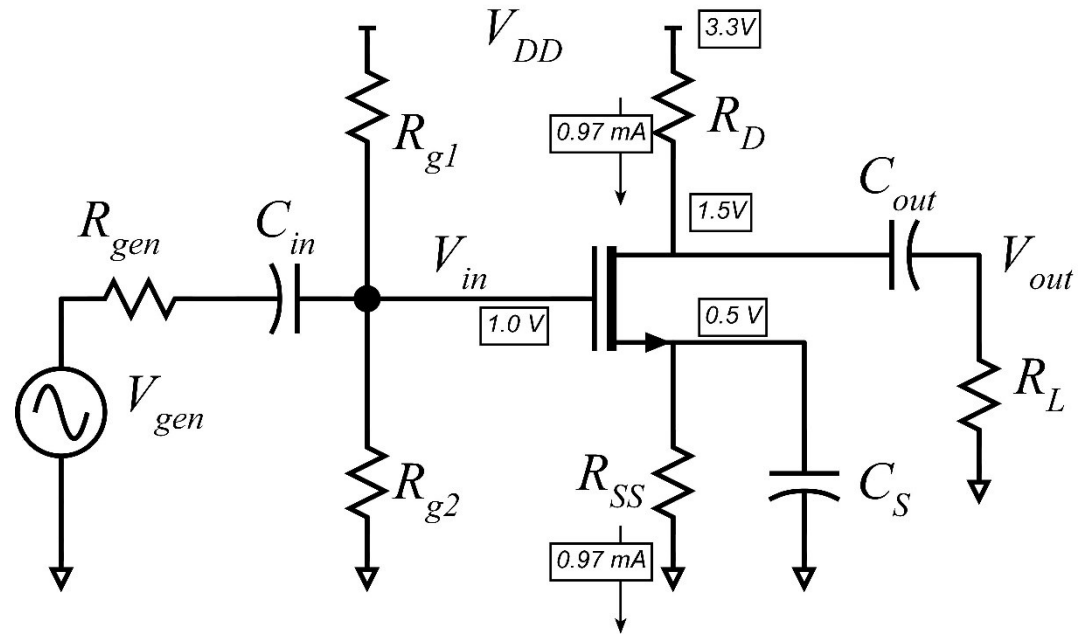 V_DD
3.3V
R_g1
0.97 mA
R_D
1.5V
C_out
R_gen
C_in
V_in
V_out
1.0 V
0.5 V
V_gen
R_L
R_g2
R_SS
C_S
0.97 mA